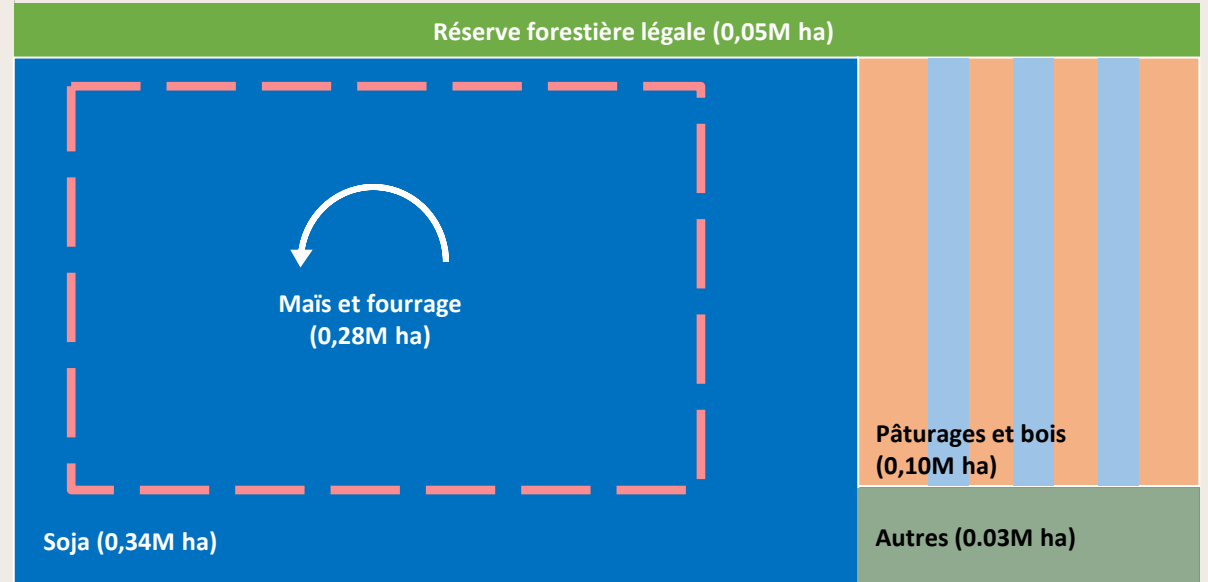 Réserve forestière légale (0,05M ha)
Maïs et fourrage
(0,28M ha)
Soja (0,34M ha)
Pâturages et bois
(0,10M ha)
Autres (0.03M ha)